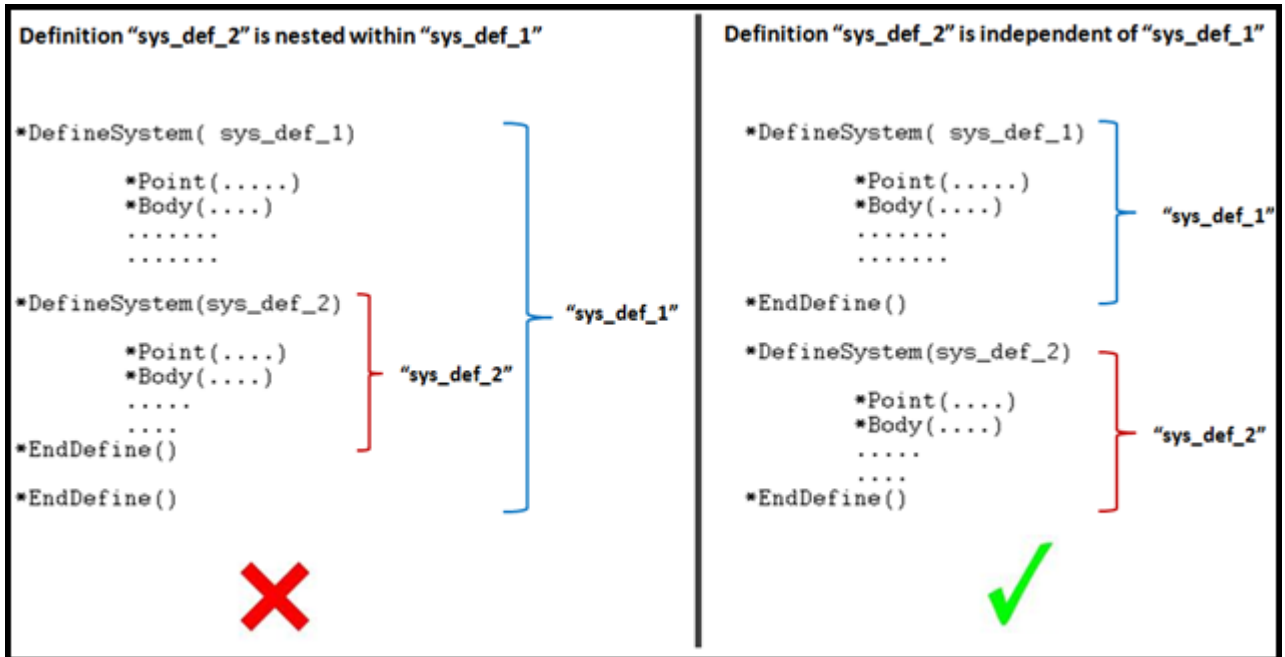 Definition “sys_def_2” is nested within “sys_def_1”
*DefineSystem( sys_def_1)
*Point(.....)
*Body(....)
.......
.......
*DefineSystem(sys_def_2)
*Point(....)
*Body(....)
.....
....
*EndDefine()
*EndDefine()
“sys_def_2”
“sys_def_1”
Definition “sys_def_2” is independent of “sys_def_1”
*DefineSystem( sys_def_1)
*Point(.....)
*Body(....)
.......
.......
*EndDefine()
“sys_def_1”
*DefineSystem(sys_def_2)
*Point(....)
*Body(....)
.....
....
*EndDefine()
“sys_def_2”